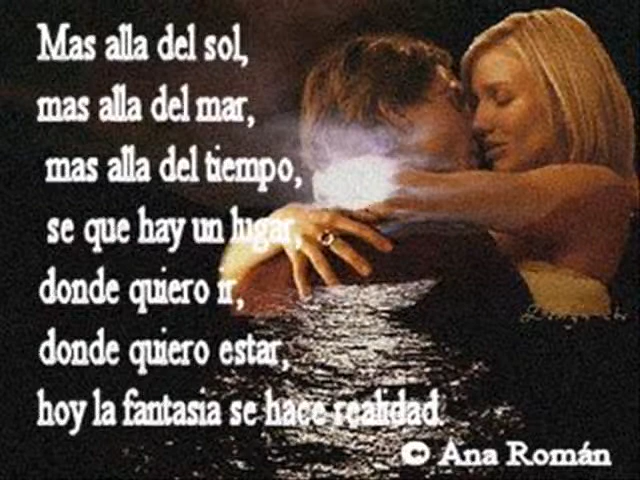 Mas alla del sol,
mas alla del mar,
mas alla del tiempo,
se que hay un lugar,
donde quiero ir,
donde quiero estar,
hoy la fantasia se hace realidad.
© Ana Román